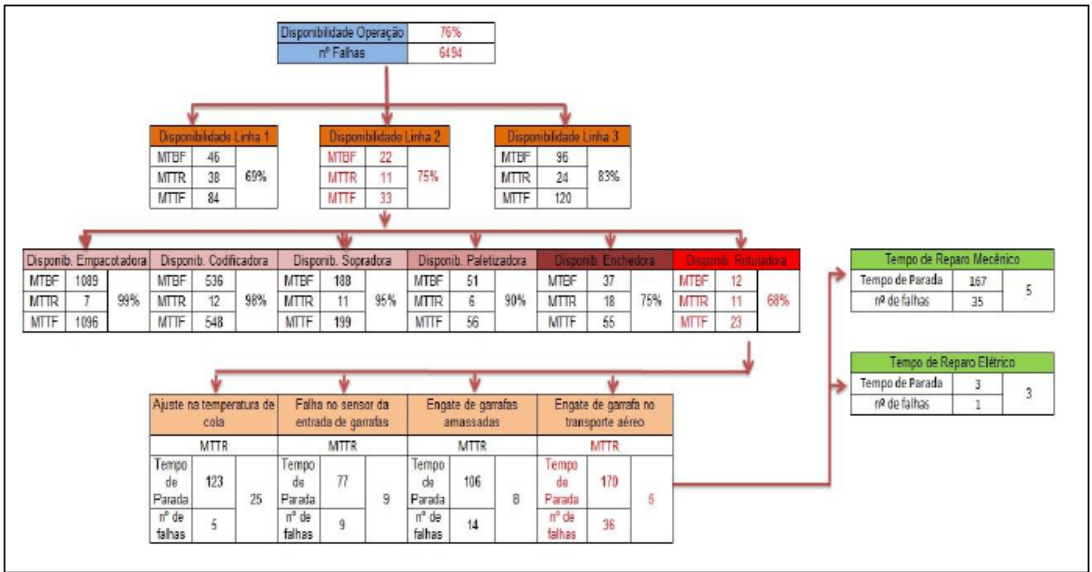 Disponibilidade Operação 76%
nº Falhas 6494
Disponibilidade Linha 1
MTBF 46
MTTR 38 69%
MTTF 84
Disponibilidade Linha 2
MTBF 22
MTTR 11 75%
MTTF 33
Disponibilidade Linha 3
MTBF 96
MTTR 24 83%
MTTF 120
Disponib. Empacotadora
MTBF 1089
MTTR 7 99%
MTTF 1096
Disponib. Codificadora
MTBF 536
MTTR 12 98%
MTTF 548
Disponib. Sopradora
MTBF 188
MTTR 11 95%
MTTF 199
Disponib. Paletizadora
MTBF 51
MTTR 6 90%
MTTF 56
Disponib. Enchedora
MTBF 37
MTTR 18 75%
MTTF 55
Disponib. Rotuladora
MTBF 12
MTTR 11 68%
MTTF 23
Tempo de Reparo Mecênico
Tempo de Parada 167 5
nº de falhas 35
Tempo de Reparo Elétrico
Tempo de Parada 3 3
nº de falhas 1
Ajuste na temperatura de
cola
MTTR
Tempo
de
Parada
123
25
nº de
falhas
5
Falha no sensor da
entrada de garrafas
MTTR
Tempo
de
Parada
77
9
nº de
falhas
9
Engate de garrafas
amassadas
MTTR
Tempo
de
Parada
106
8
nº de
falhas
14
Engate de garrafa no
transporte aéreo
MTTR
Tempo
de
Parada
170
5
nº de
falhas
36